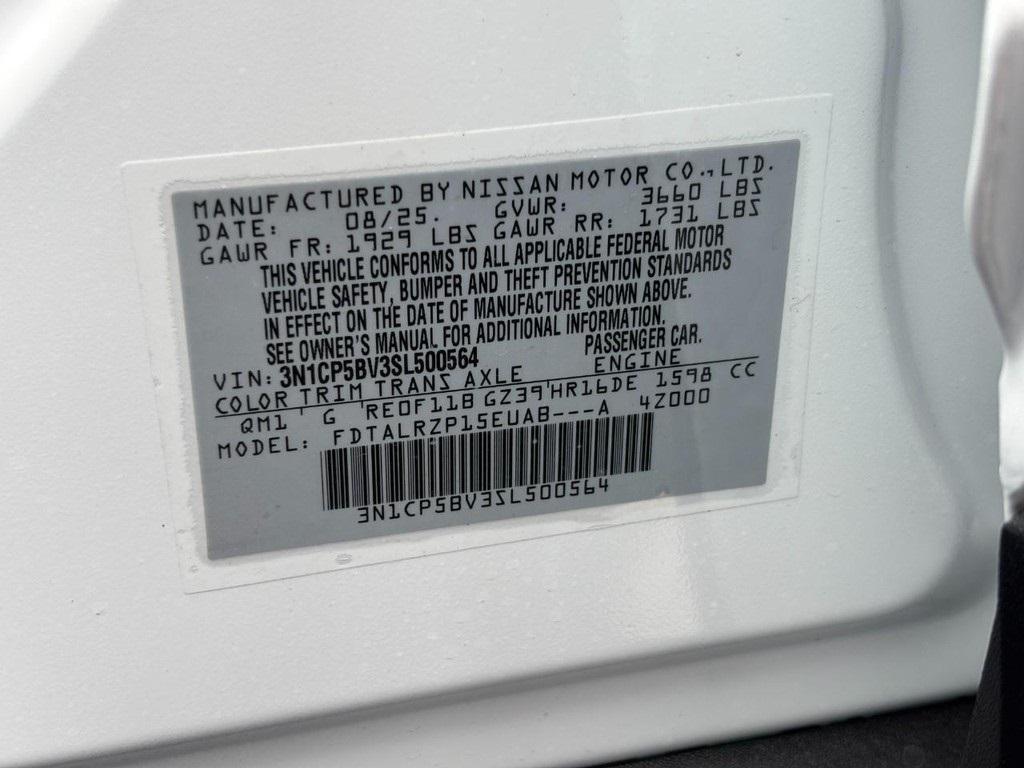 MANUFACTURED BY NISSAN MOTOR CO., LTD.
DATE: 08/25. GVWR: 3660 LBS
GAWR FR: 1929 LBS GAWR RR: 1731 LBS
THIS VEHICLE CONFORMS TO ALL APPLICABLE FEDERAL MOTOR
VEHICLE SAFETY, BUMPER AND THEFT PREVENTION STANDARDS
IN EFFECT ON THE DATE OF MANUFACTURE SHOWN ABOVE.
SEE OWNER'S MANUAL FOR ADDITIONAL INFORMATION.
VIN: 3N1CP5BV3SL500564 PASSENGER CAR.
COLOR TRIM TRANS AXLE ENGINE
QM1 ' G 'RE0F11B GZ39'HR16DE 1598 CC
MODEL: FDTALRZP15EUAB---A 4Z000
3N1CP5BV3SL500564